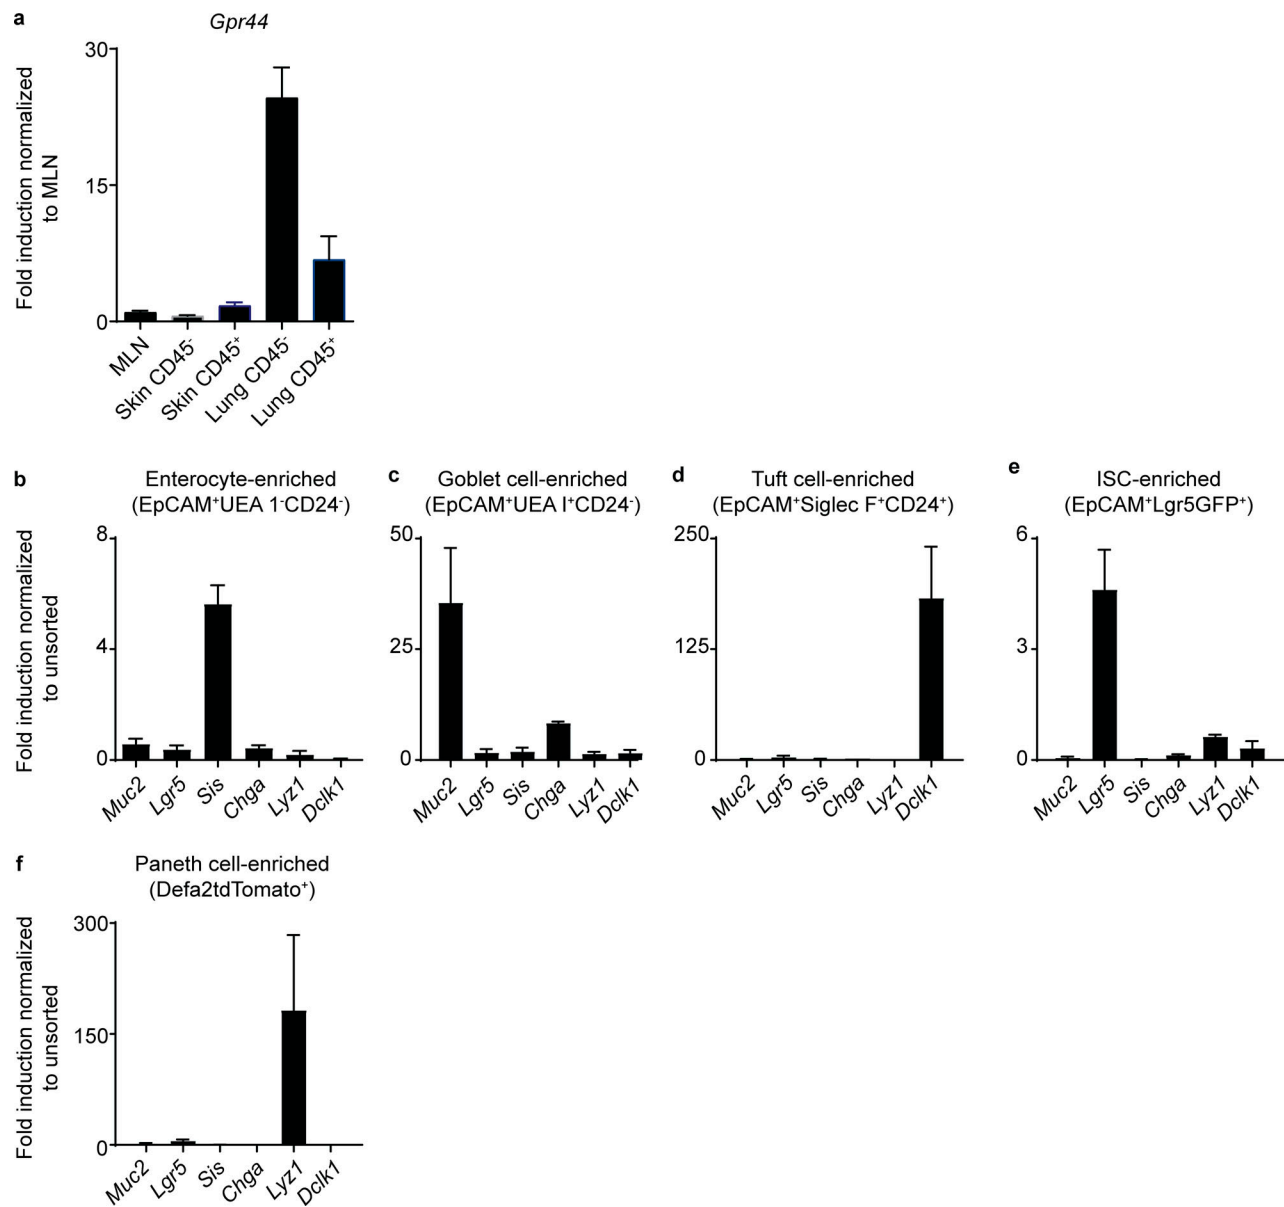 a
Gpr44
Fold induction normalized
to MLN
30
15
0
MLN
Skin CD45⁻
Skin CD45⁺
Lung CD45⁻
Lung CD45⁺
b
Enterocyte-enriched
(EpCAM⁺UEA 1⁻CD24⁻)
Fold induction normalized
to unsorted
8
4
0
Muc2
Lgr5
Sis
Chga
Lyz1
Dclk1
c
Goblet cell-enriched
(EpCAM⁺UEA I⁺CD24⁻)
50
25
0
Muc2
Lgr5
Sis
Chga
Lyz1
Dclk1
d
Tuft cell-enriched
(EpCAM⁺Siglec F⁺CD24⁺)
250
125
0
Muc2
Lgr5
Sis
Chga
Lyz1
Dclk1
e
ISC-enriched
(EpCAM⁺Lgr5GFP⁺)
6
3
0
Muc2
Lgr5
Sis
Chga
Lyz1
Dclk1
f
Paneth cell-enriched
(Defa2tdTomato⁺)
Fold induction normalized
to unsorted
300
150
0
Muc2
Lgr5
Sis
Chga
Lyz1
Dclk1